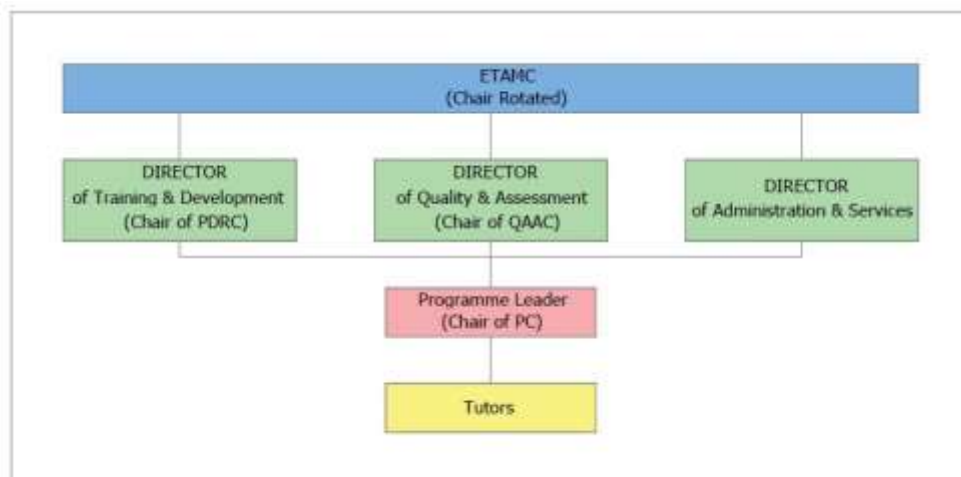 ETAMC
(Chair Rotated)
DIRECTOR
of Training & Development
(Chair of PDRC)
DIRECTOR
of Quality & Assessment
(Chair of QAAC)
DIRECTOR
of Administration & Services
Programme Leader
(Chair of PC)
Tutors